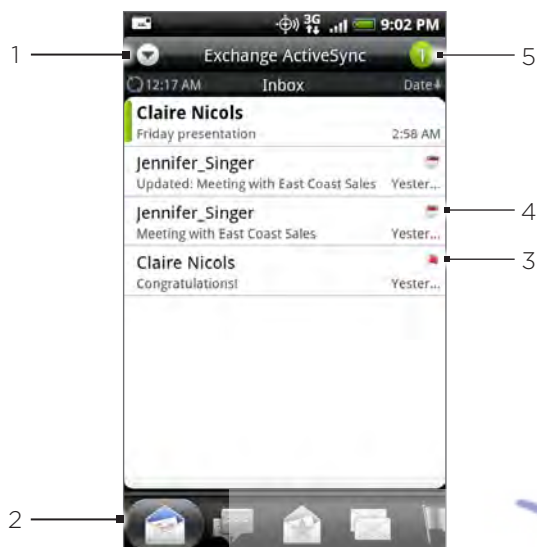 3G 9:02 PM
1 Exchange ActiveSync 1 5
12:17 AM Inbox Date
Claire Nicols
Friday presentation 2:58 AM
Jennifer_Singer
Updated: Meeting with East Coast Sales Yester...
Jennifer_Singer 4
Meeting with East Coast Sales Yester...
Claire Nicols 3
Congratulations! Yester...
2